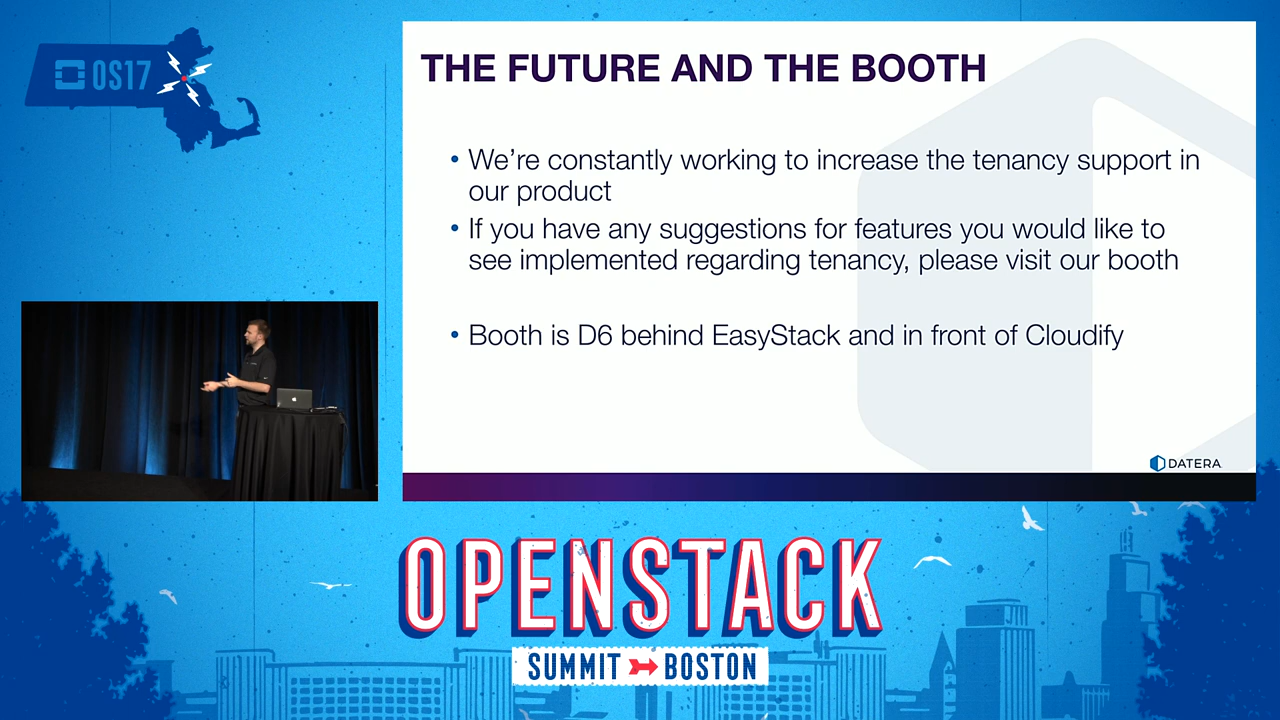 OS17
THE FUTURE AND THE BOOTH
• We’re constantly working to increase the tenancy support in
our product
• If you have any suggestions for features you would like to
see implemented regarding tenancy, please visit our booth
• Booth is D6 behind EasyStack and in front of Cloudify
DATERA
OPENSTACK
SUMMIT BOSTON